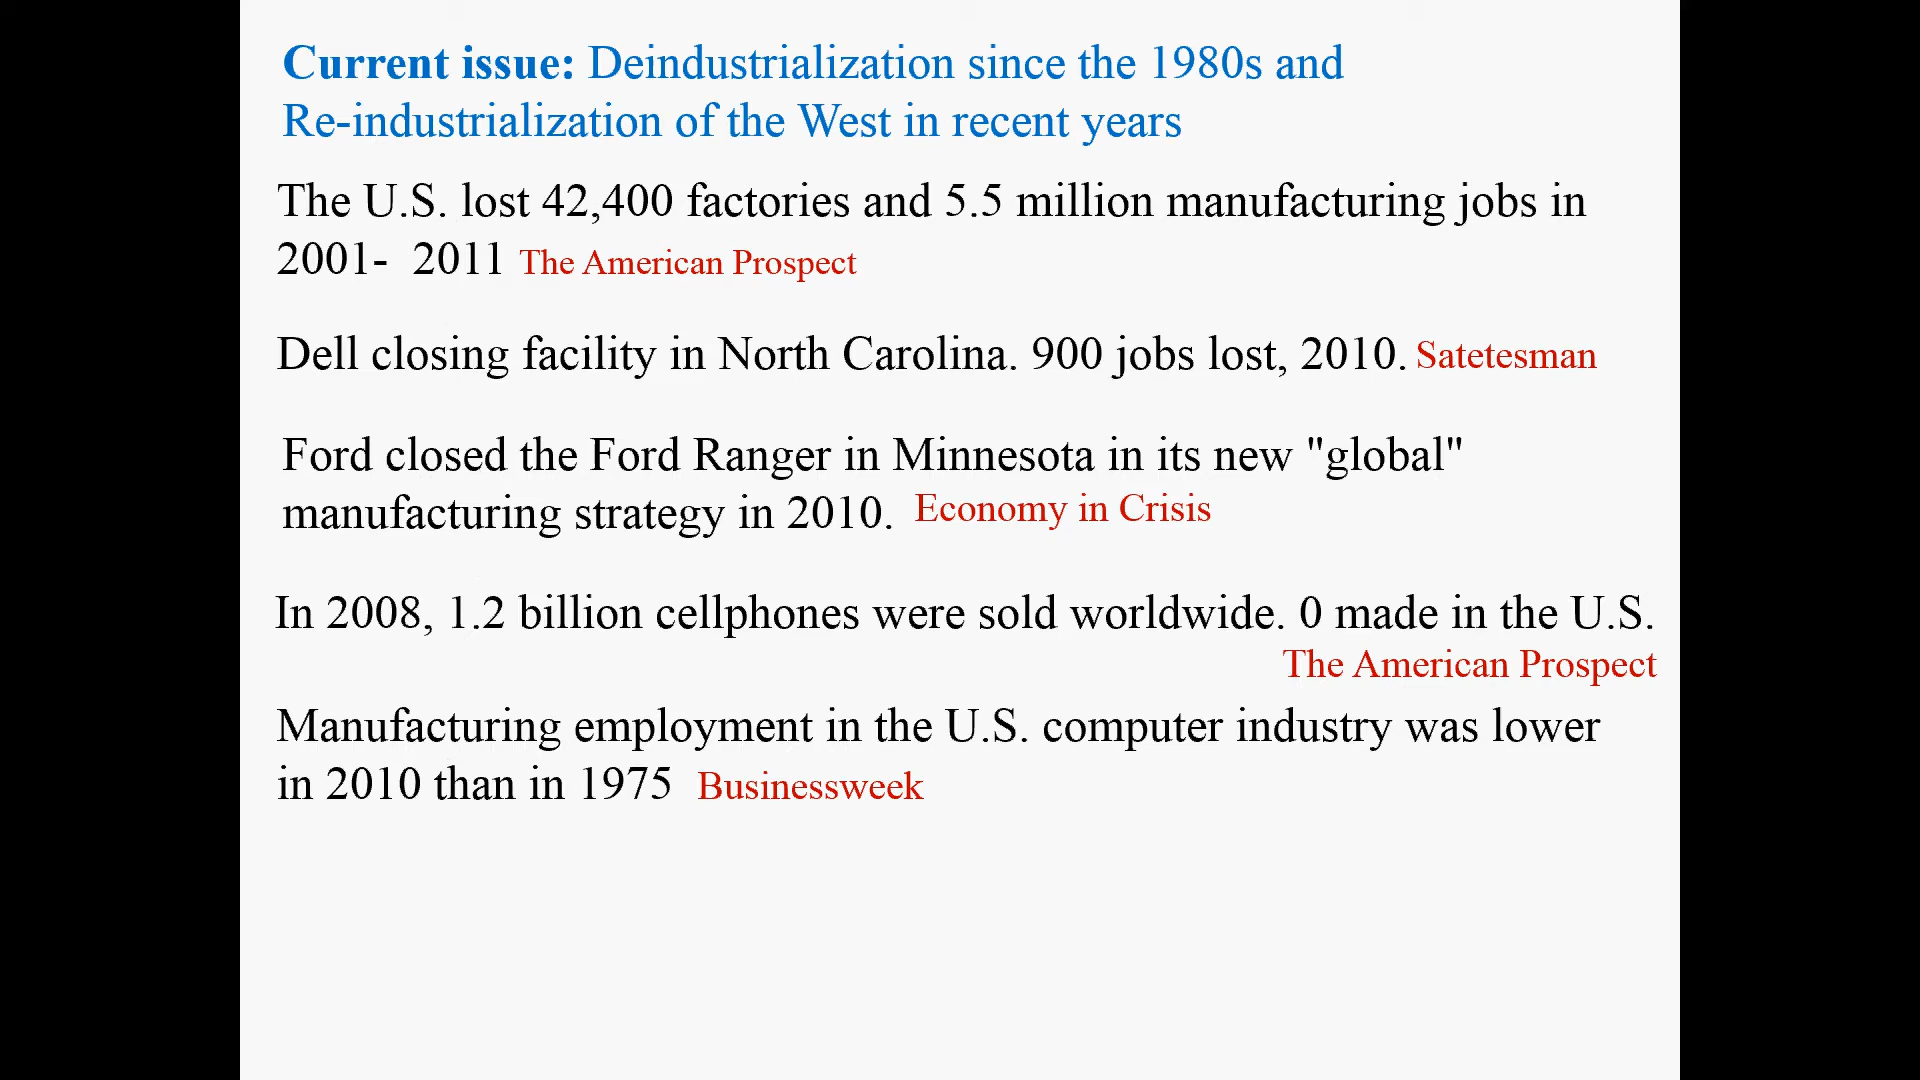 Current issue: Deindustrialization since the 1980s and
Re-industrialization of the West in recent years
The U.S. lost 42,400 factories and 5.5 million manufacturing jobs in
2001- 2011 The American Prospect
Dell closing facility in North Carolina. 900 jobs lost, 2010. Satetesman
Ford closed the Ford Ranger in Minnesota in its new "global"
manufacturing strategy in 2010. Economy in Crisis
In 2008, 1.2 billion cellphones were sold worldwide. 0 made in the U.S.
The American Prospect
Manufacturing employment in the U.S. computer industry was lower
in 2010 than in 1975 Businessweek